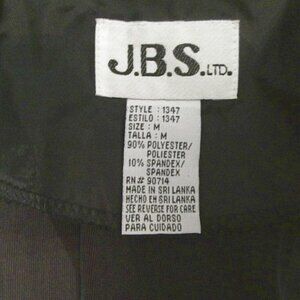 J.B.S. LTD.
STYLE : 1347
ESTILO : 1347
SIZE : M
TALLA : M
90% POLYESTER/
POLIESTER
10% SPANDEX/
SPANDEX
RN# 90714
MADE IN SRI LANKA
HECHO EN SRI LANKA
SEE REVERSE FOR CARE
VER AL DORSO
PARA CUIDADO